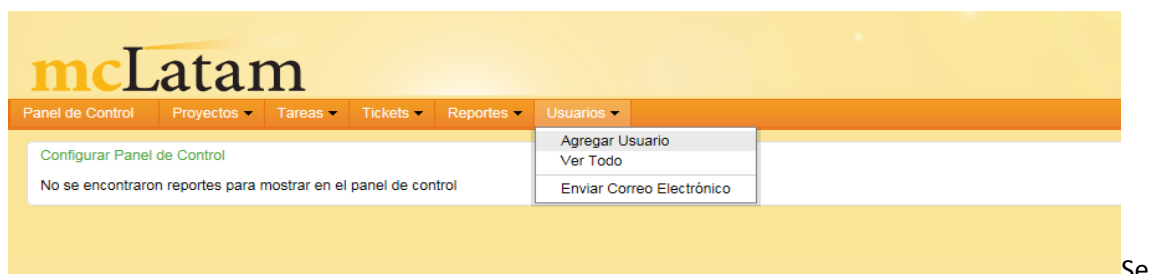 mcLatam
Panel de Control Proyectos Tareas Tickets Reportes Usuarios
Agregar Usuario
Configurar Panel de Control
Ver Todo
No se encontraron reportes para mostrar en el panel de control
Enviar Correo Electrónico
Se